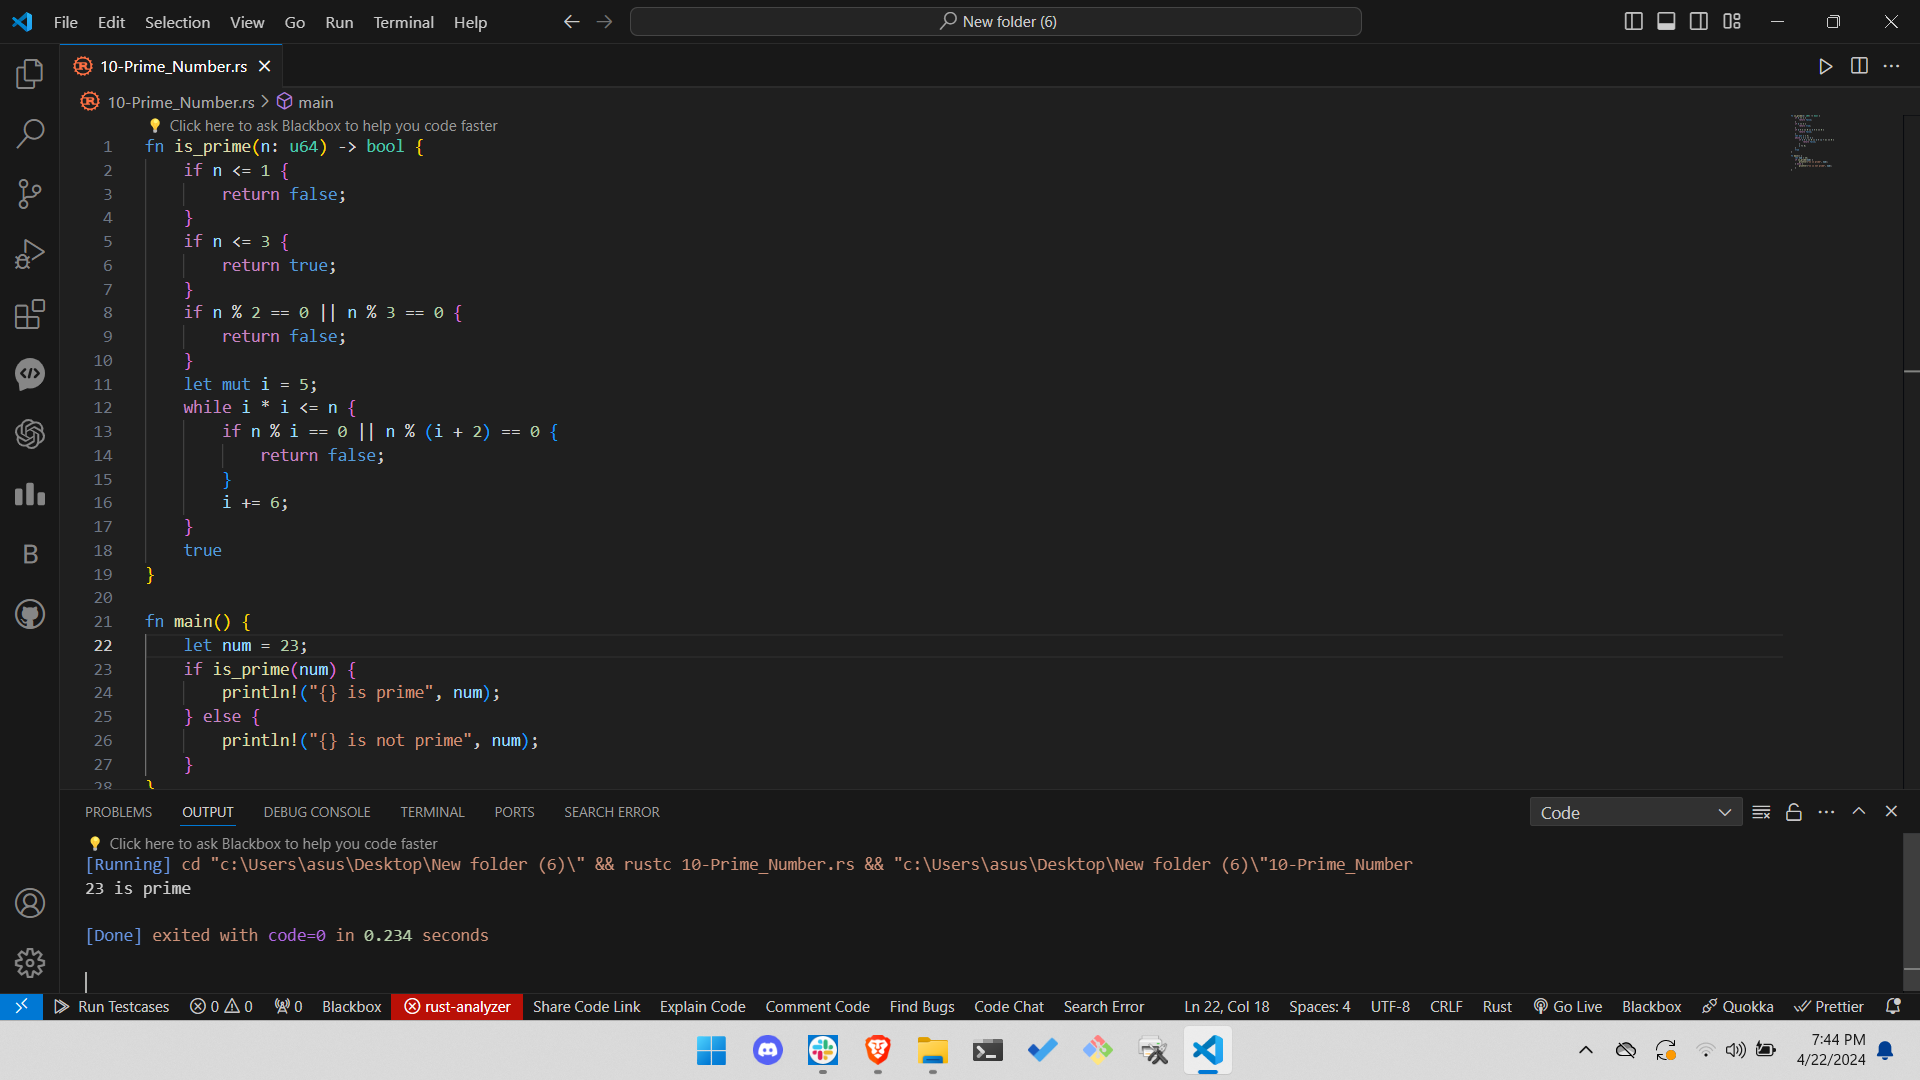 File Edit Selection View Go Run Terminal Help New folder (6)
10-Prime_Number.rs
10-Prime_Number.rs > main
Click here to ask Blackbox to help you code faster
1 fn is_prime(n: u64) -> bool {
2 if n <= 1 {
3 return false;
4 }
5 if n <= 3 {
6 return true;
7 }
8 if n % 2 == 0 || n % 3 == 0 {
9 return false;
10 }
11 let mut i = 5;
12 while i * i <= n {
13 if n % i == 0 || n % (i + 2) == 0 {
14 return false;
15 }
16 i += 6;
17 }
18 true
19 }
20
21 fn main() {
22 let num = 23;
23 if is_prime(num) {
24 println!("{} is prime", num);
25 } else {
26 println!("{} is not prime", num);
27 }
28 }
PROBLEMS OUTPUT DEBUG CONSOLE TERMINAL PORTS SEARCH ERROR Code
Click here to ask Blackbox to help you code faster
[Running] cd "c:\Users\asus\Desktop\New folder (6)\" && rustc 10-Prime_Number.rs && "c:\Users\asus\Desktop\New folder (6)\"10-Prime_Number
23 is prime
[Done] exited with code=0 in 0.234 seconds
Run Testcases 0 0 0 Blackbox rust-analyzer Share Code Link Explain Code Comment Code Find Bugs Code Chat Search Error Ln 22, Col 18 Spaces: 4 UTF-8 CRLF Rust Go Live Blackbox Quokka Prettier
7:44 PM
4/22/2024